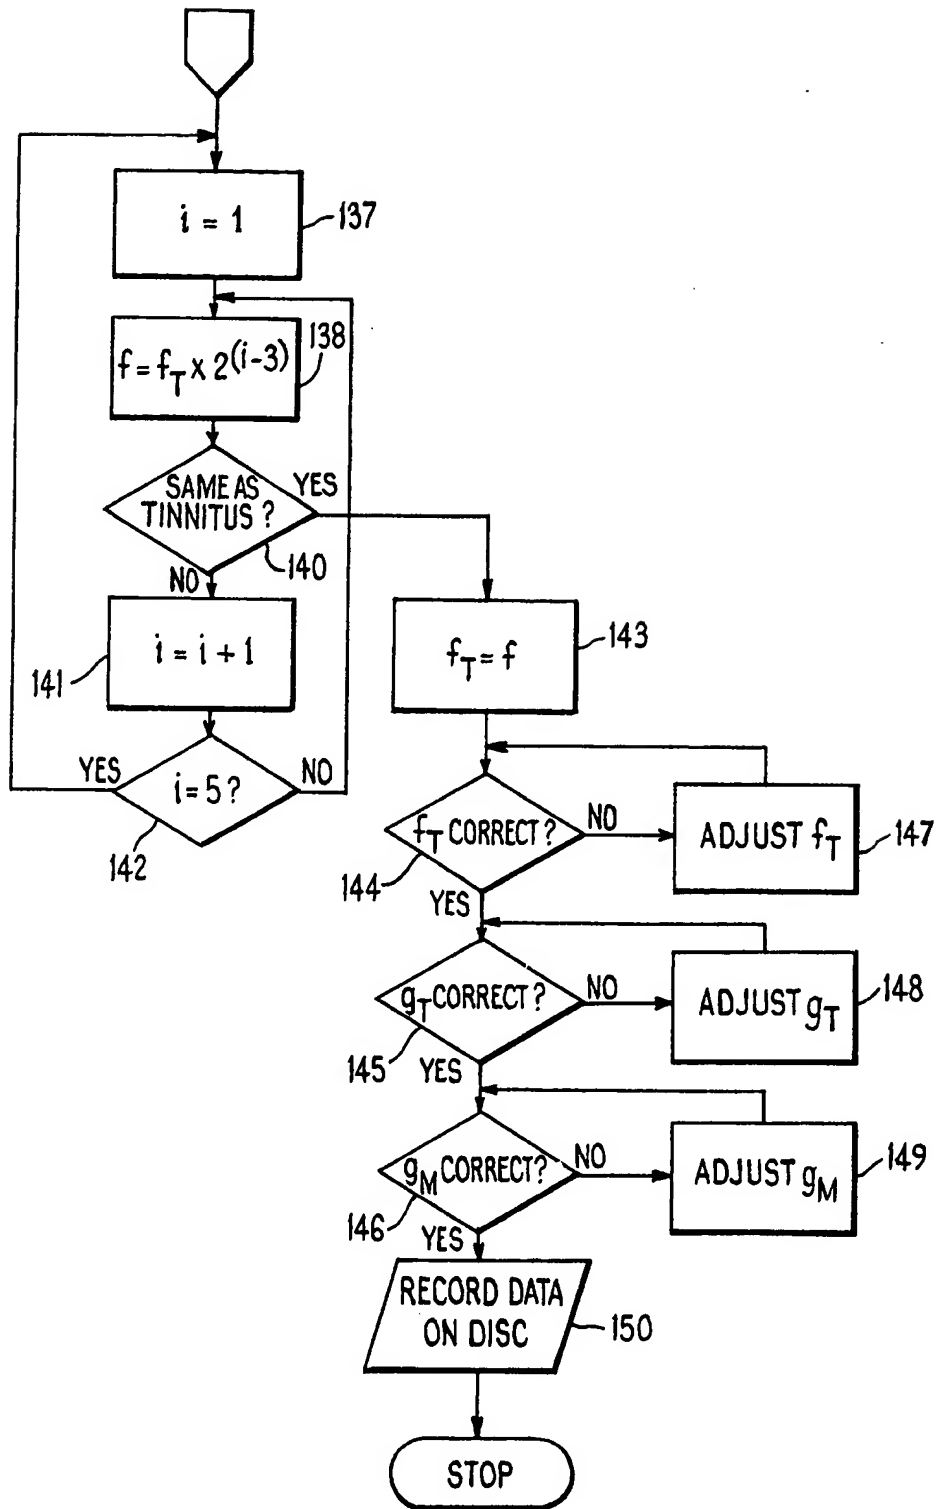 i = 1
137
f = f_T x 2^(i-3)
138
SAME AS
TINNITUS ?
YES
140
NO
i = i + 1
141
i = 5 ?
YES
NO
142
f_T = f
143
f_T CORRECT ?
NO
144
YES
ADJUST f_T
147
g_T CORRECT ?
NO
145
YES
ADJUST g_T
148
g_M CORRECT ?
NO
146
YES
ADJUST g_M
149
RECORD DATA
ON DISC
150
STOP